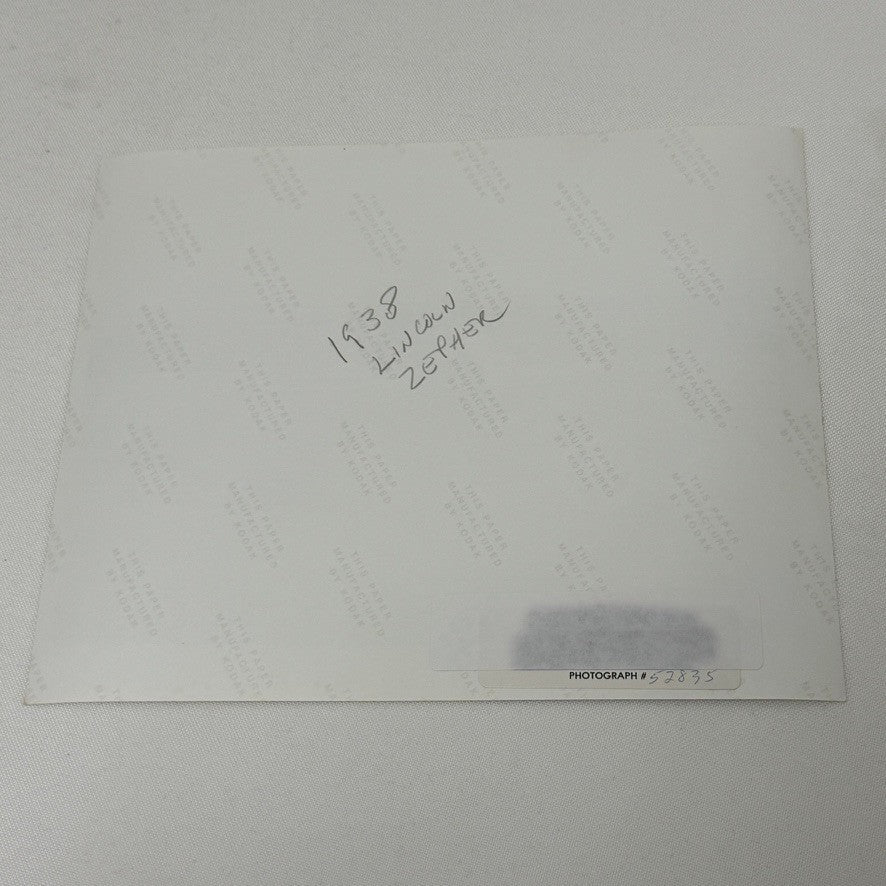 1938
LINCOLN
ZEPHER
THIS PAPER
MANUFACTURED
BY KODAK
PHOTOGRAPH # 52835